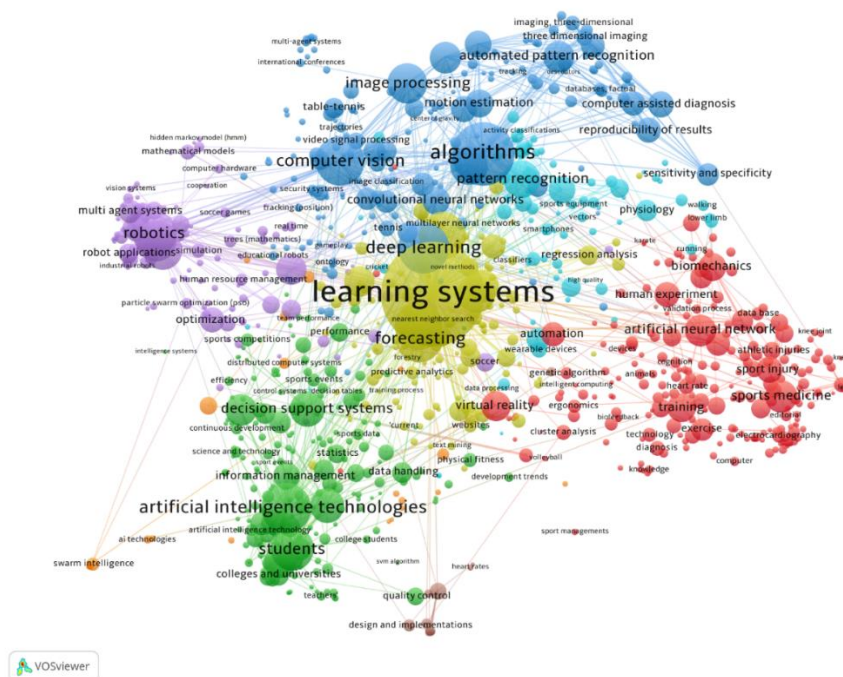 imaging, three-dimensional
three dimensional imaging
multi-agent systems
automated pattern recognition
international conferences
tracking
image processing
databases, factual
table-tennis
motion estimation
computer assisted diagnosis
trajectories
centered gravity
hidden markov model (hmm)
video signal processing
activity classifications
reproducibility of results
mathematical models
algorithms
computer vision
computer hardware
image classification
pattern recognition
sensitivity and specificity
vision systems
cooperation
security systems
convolutional neural networks
sports equipment
walking
multi agent systems
soccer games
tracking (position)
vectors
physiology
lower limb
robotics
real time
tennis
multilayer neural networks
smartphones
robot applications
simulation
trees (mathematics)
gameplay
deep learning
karate
running
industrial robots
educational robots
ontology
classifiers
regression analysis
cricket
novel methods
biomechanics
human resource management
high quality
learning systems
human experiment
validation process
particle swarm optimization (pso)
data base
optimization
team performance
nearest neighbor search
performance
forecasting
automation
artificial neural network
sports competitions
wearable devices
devices
knee joint
intelligence systems
forestry
soccer
athletic injuries
distributed computer systems
predictive analytics
genetic algorithm
cognition
sport injury
efficiency
sports events
animals
control systems
decision tables
training process
data processing
intelligent computing
heart rate
decision support systems
virtual reality
ergonomics
training
sports medicine
continuous development
current
websites
biofeedback
editorial
sports data
cluster analysis
exercise
science and technology
statistics
text mining
technology
electrocardiography
information management
data handling
physical fitness
volleyball
diagnosis
computer
development trends
knowledge
artificial intelligence technologies
artificial intelligence technology
college students
sport managements
ai technologies
students
swarm intelligence
colleges and universities
svm algorithm
heart rates
teachers
quality control
design and implementations
VOSviewer